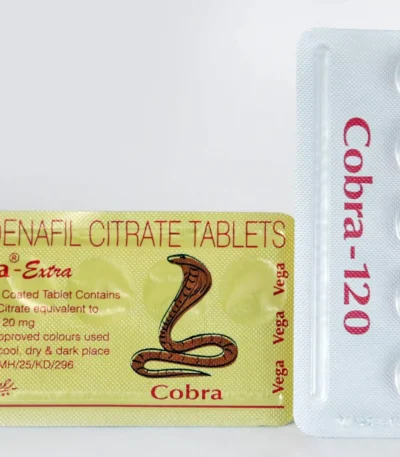 DENAFIL CITRATE TABLETS
a®-Extra
Coated Tablet Contains
Citrate equivalent to
20 mg
pproved colours used
cool, dry & dark place
MH/25/KD/296
Cobra
Vega Vega Vega
Cobra-120